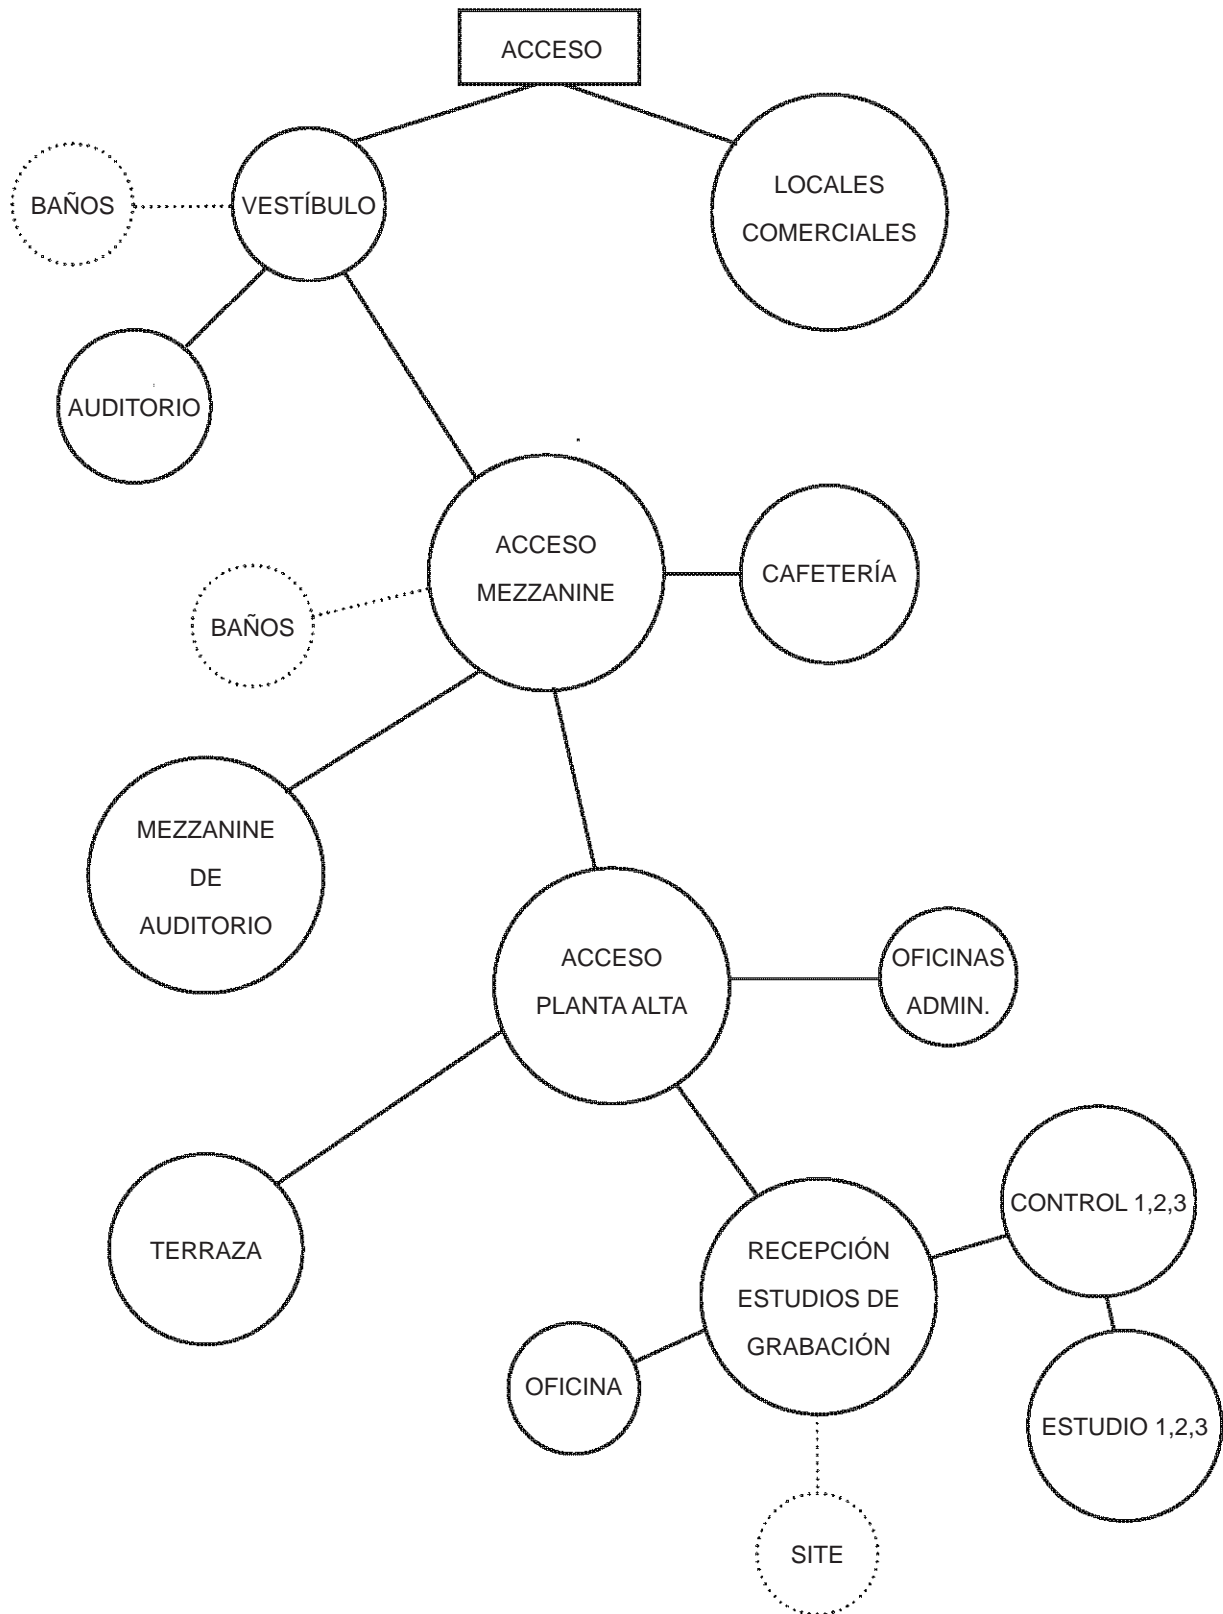 ACCESO
LOCALES
COMERCIALES
BAÑOS
VESTÍBULO
AUDITORIO
ACCESO
MEZZANINE
CAFETERÍA
BAÑOS
MEZZANINE
DE
AUDITORIO
ACCESO
PLANTA ALTA
OFICINAS
ADMIN.
TERRAZA
RECEPCIÓN
ESTUDIOS DE
GRABACIÓN
CONTROL 1,2,3
OFICINA
ESTUDIO 1,2,3
SITE